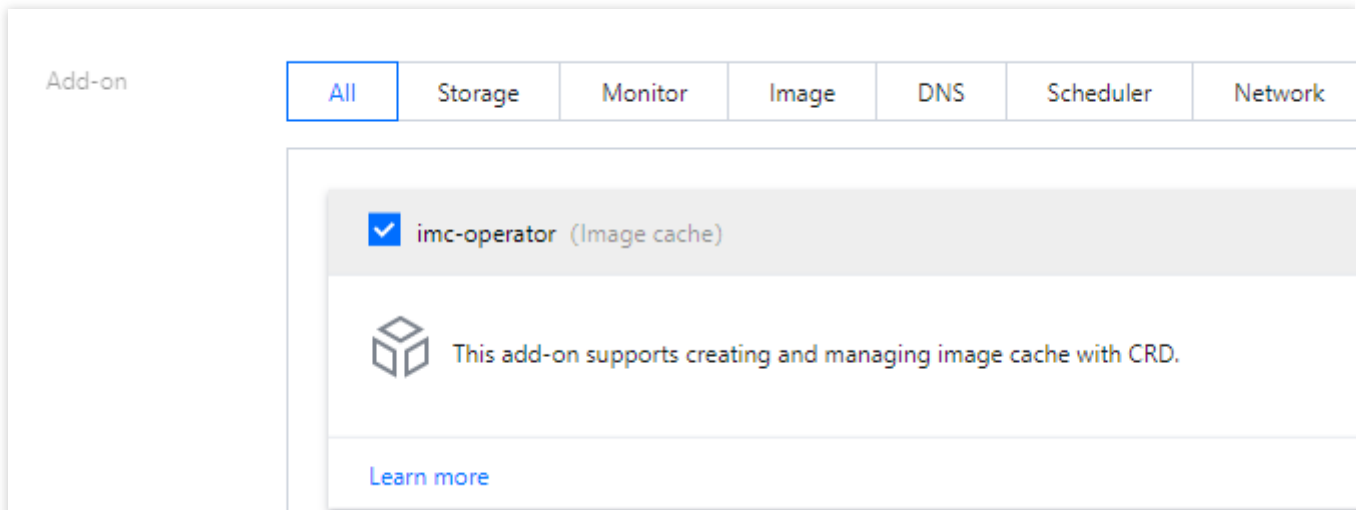 Add-on
All Storage Monitor Image DNS Scheduler Network
imc-operator (Image cache)
This add-on supports creating and managing image cache with CRD.
Learn more